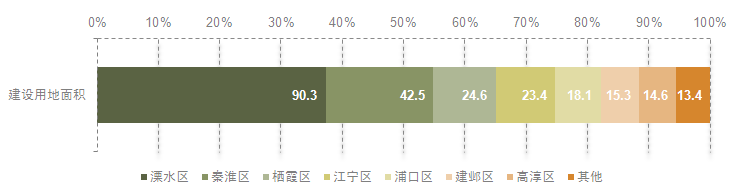 0% 10% 20% 30% 40% 50% 60% 70% 80% 90% 100%
建设用地面积 90.3 42.5 24.6 23.4 18.1 15.3 14.6 13.4
溧水区 秦淮区 栖霞区 江宁区 浦口区 建邺区 高淳区 其他